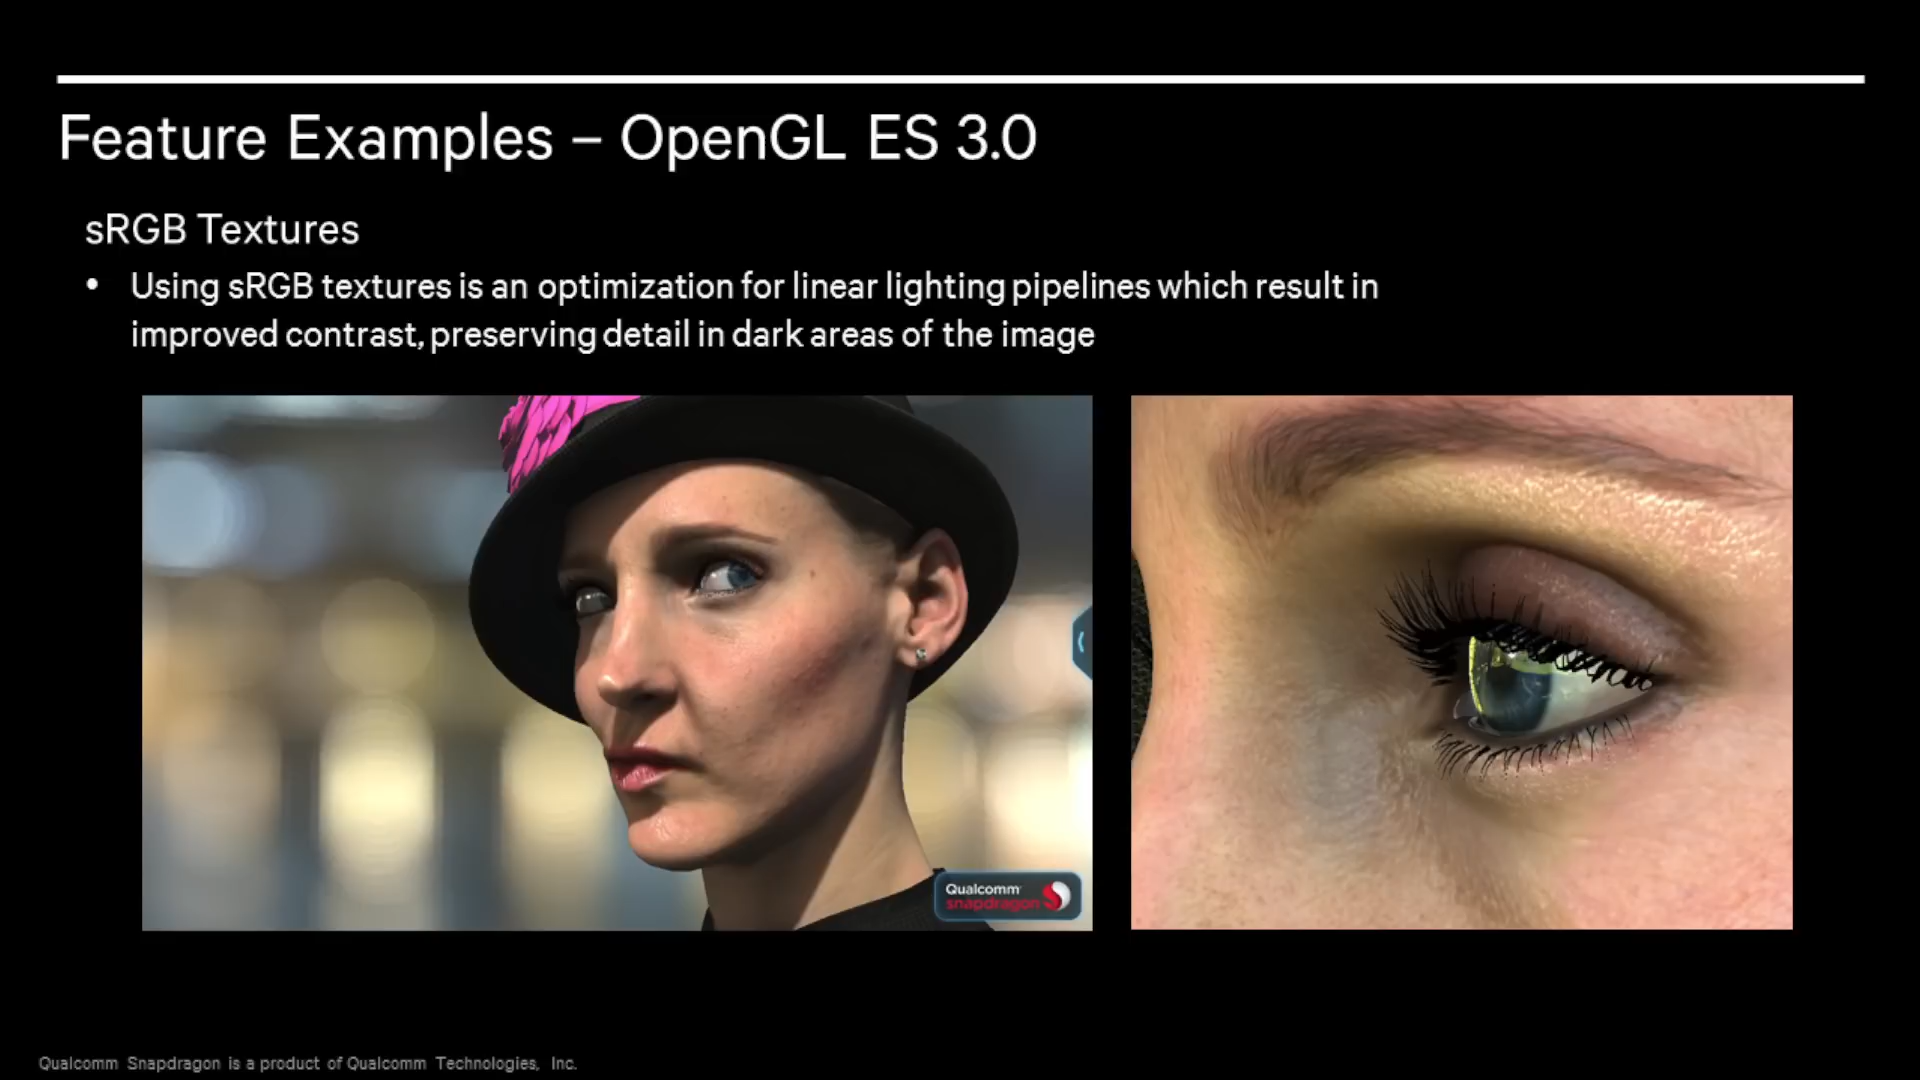 Feature Examples – OpenGL ES 3.0
sRGB Textures
• Using sRGB textures is an optimization for linear lighting pipelines which result in
improved contrast, preserving detail in dark areas of the image
Qualcomm
snapdragon
Qualcomm Snapdragon is a product of Qualcomm Technologies, Inc.